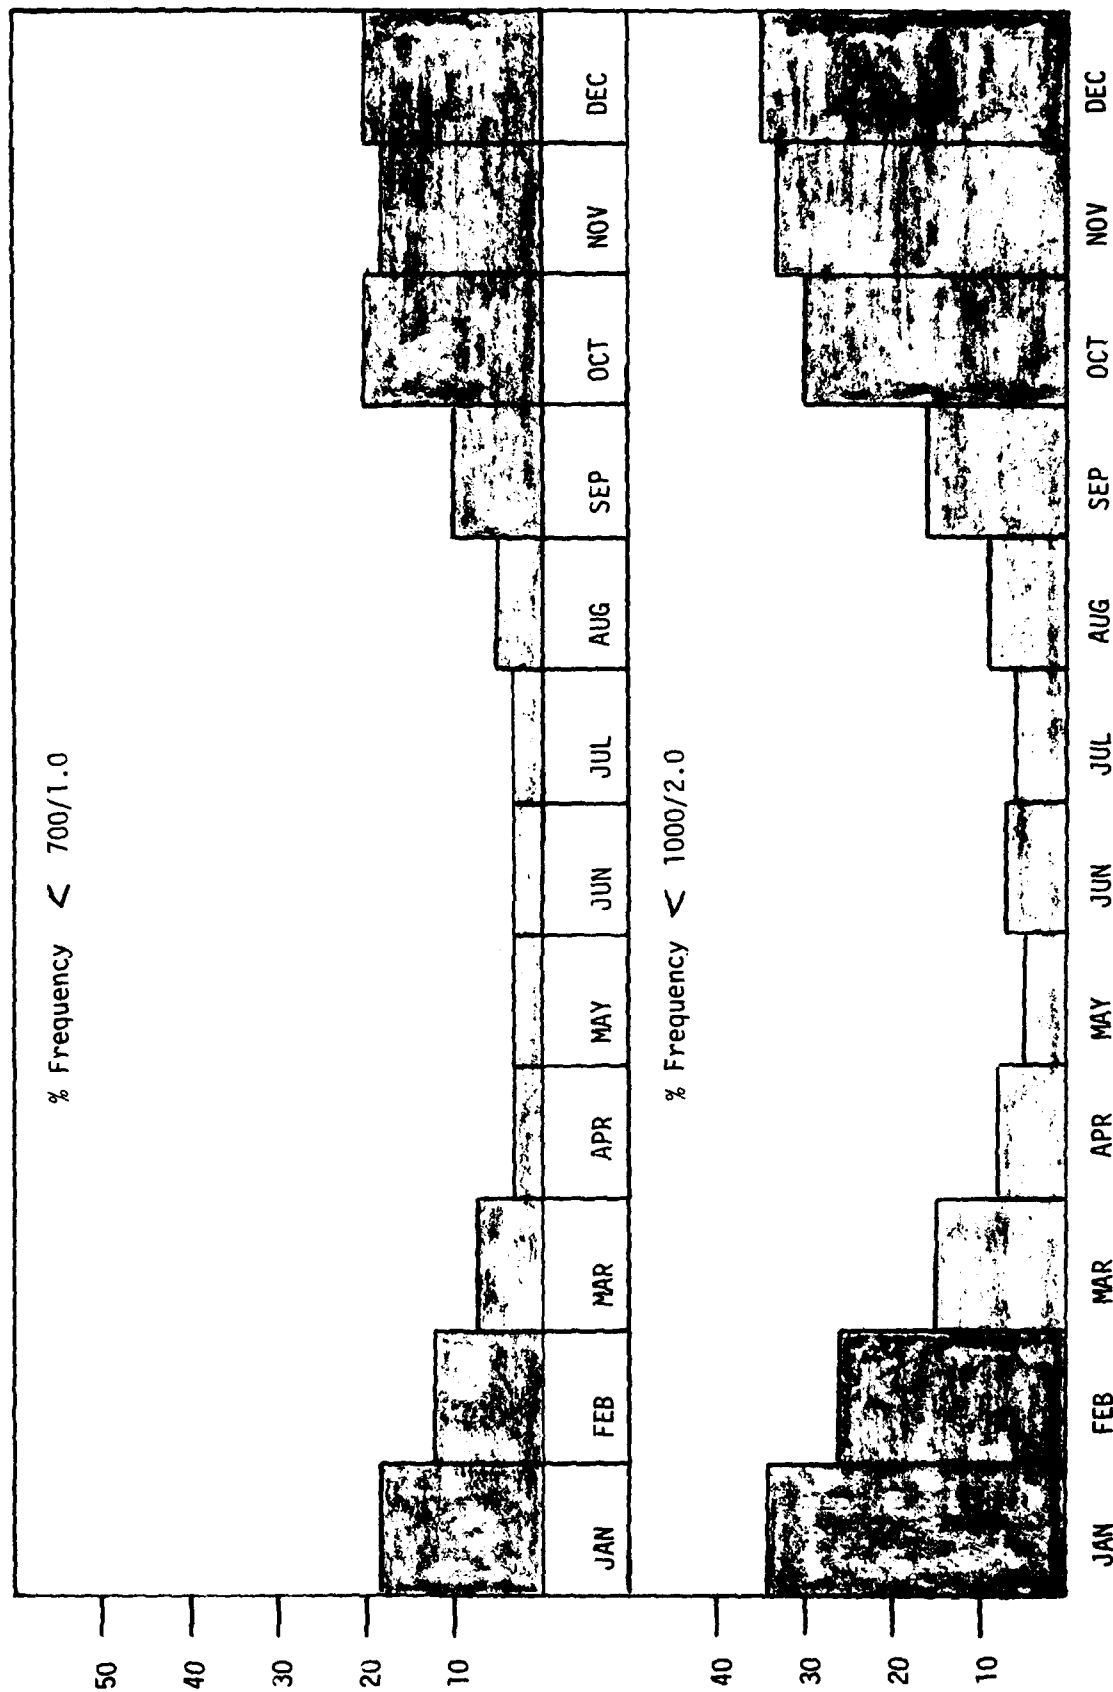 % Frequency < 700/1.0
50
40
30
20
10
JAN FEB MAR APR MAY JUN JUL AUG SEP OCT NOV DEC
% Frequency < 1000/2.0
40
30
20
10
JAN FEB MAR APR MAY JUN JUL AUG SEP OCT NOV DEC